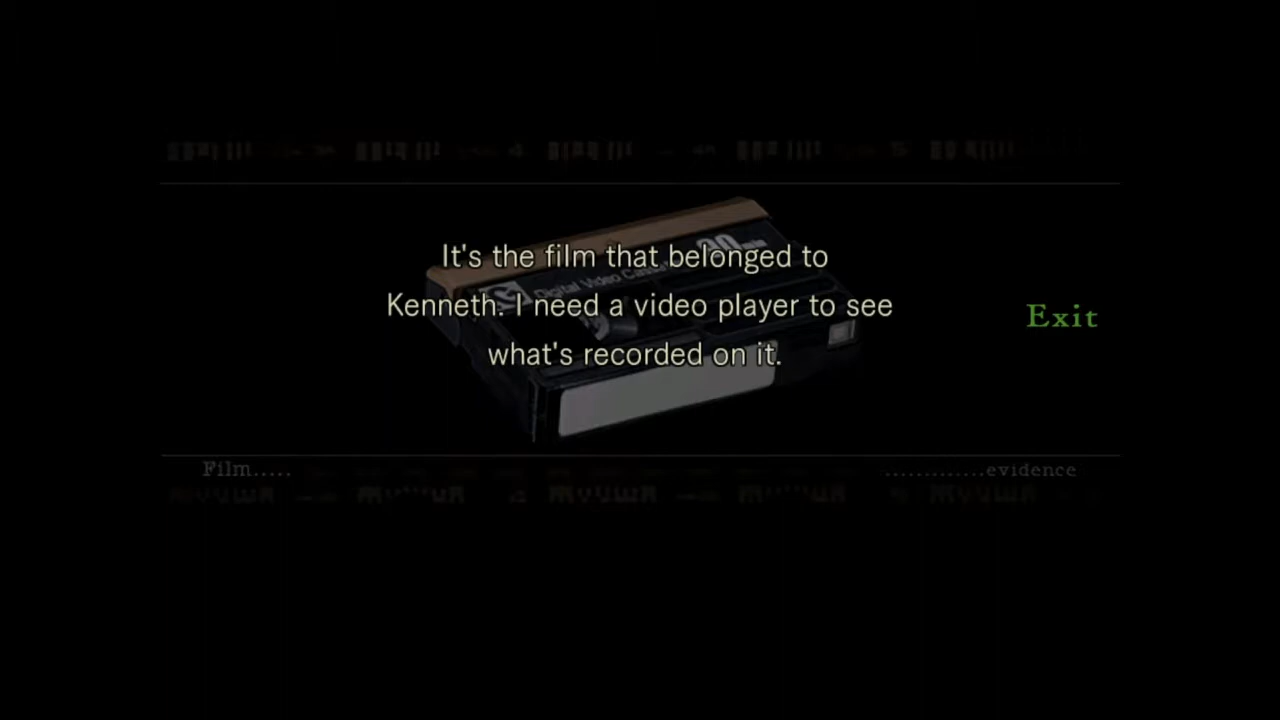 It's the film that belonged to
Kenneth. I need a video player to see
what's recorded on it.
Exit
Film.....
.............evidence